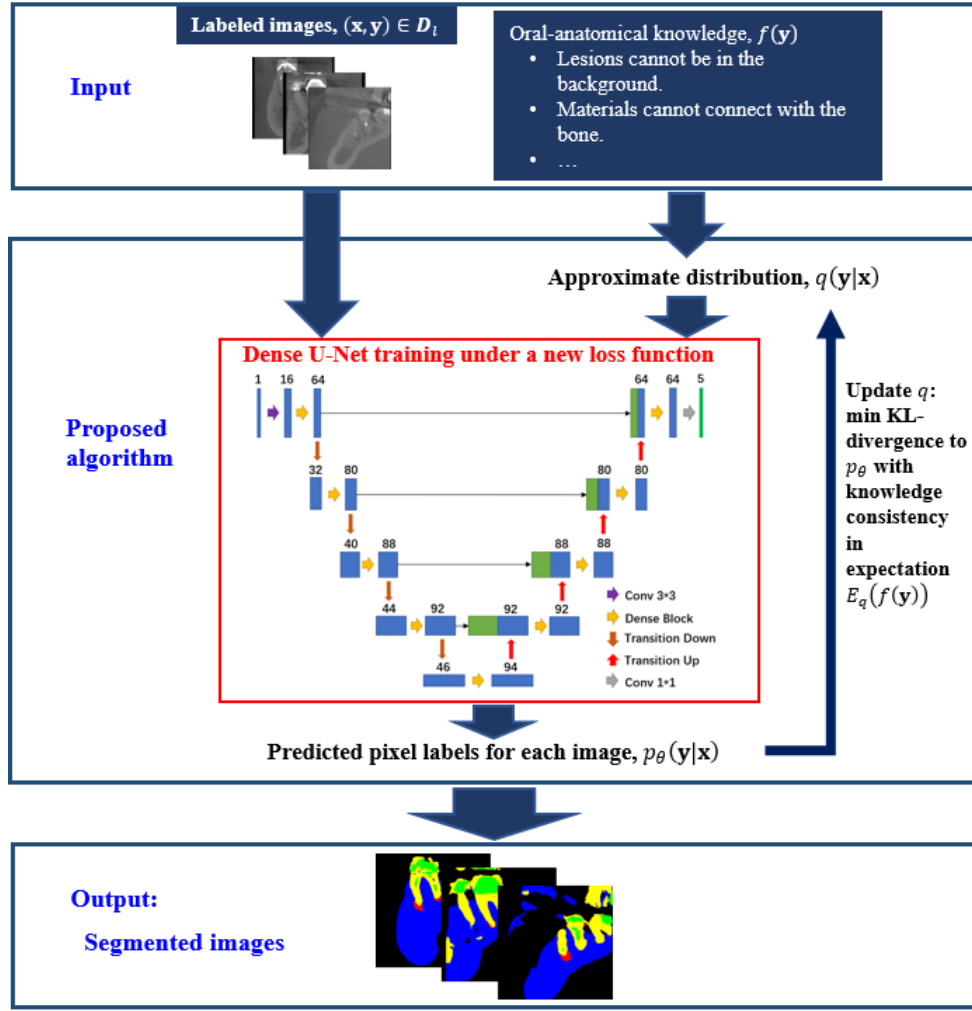 Labeled images, (x, y) ∈ D_l
Oral-anatomical knowledge, f(y)
• Lesions cannot be in the
background.
• Materials cannot connect with the
bone.
• …
Input
Approximate distribution, q(y|x)
Dense U-Net training under a new loss function
1 16 64 64 64 5
32 80 80 80
40 88 88 88
44 92 92 92
46 94
Conv 3*3
Dense Block
Transition Down
Transition Up
Conv 1*1
Proposed
algorithm
Update q:
min KL-
divergence to
p_θ with
knowledge
consistency
in
expectation
E_q(f(y))
Predicted pixel labels for each image, p_θ(y|x)
Output:
Segmented images